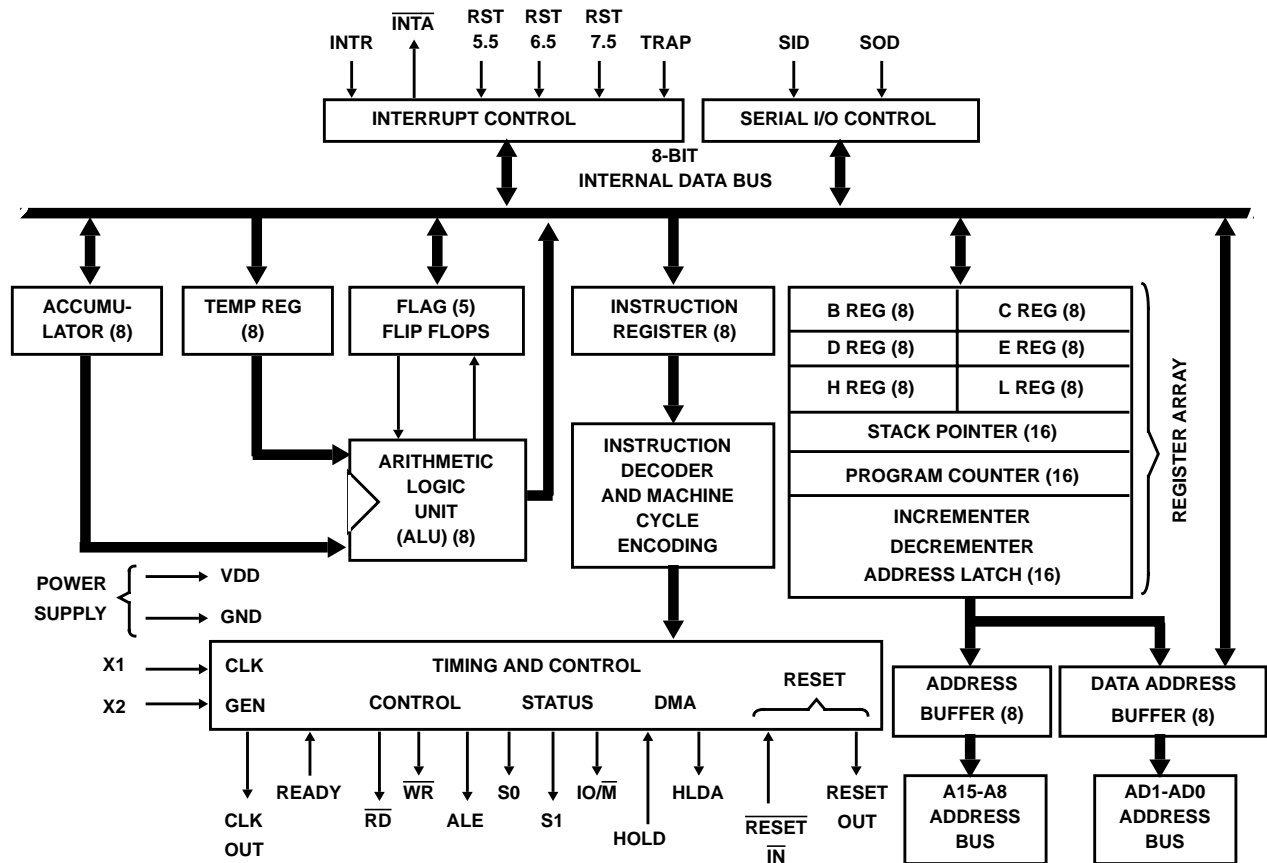 INTR
INTA
RST
5.5
RST
6.5
RST
7.5
TRAP
SID
SOD
INTERRUPT CONTROL
SERIAL I/O CONTROL
8-BIT
INTERNAL DATA BUS
ACCUMU-
LATOR (8)
TEMP REG
(8)
FLAG (5)
FLIP FLOPS
INSTRUCTION
REGISTER (8)
B REG (8)
C REG (8)
D REG (8)
E REG (8)
H REG (8)
L REG (8)
STACK POINTER (16)
PROGRAM COUNTER (16)
INCREMENTER
DECREMENTER
ADDRESS LATCH (16)
REGISTER ARRAY
ARITHMETIC
LOGIC
UNIT
(ALU) (8)
INSTRUCTION
DECODER
AND MACHINE
CYCLE
ENCODING
POWER
SUPPLY
VDD
GND
X1
X2
CLK
GEN
TIMING AND CONTROL
CONTROL
STATUS
DMA
RESET
ADDRESS
BUFFER (8)
DATA ADDRESS
BUFFER (8)
CLK
OUT
READY
RD
WR
ALE
S0
S1
IO/M
HOLD
HLDA
RESET
IN
RESET
OUT
A15-A8
ADDRESS
BUS
AD1-AD0
ADDRESS
BUS